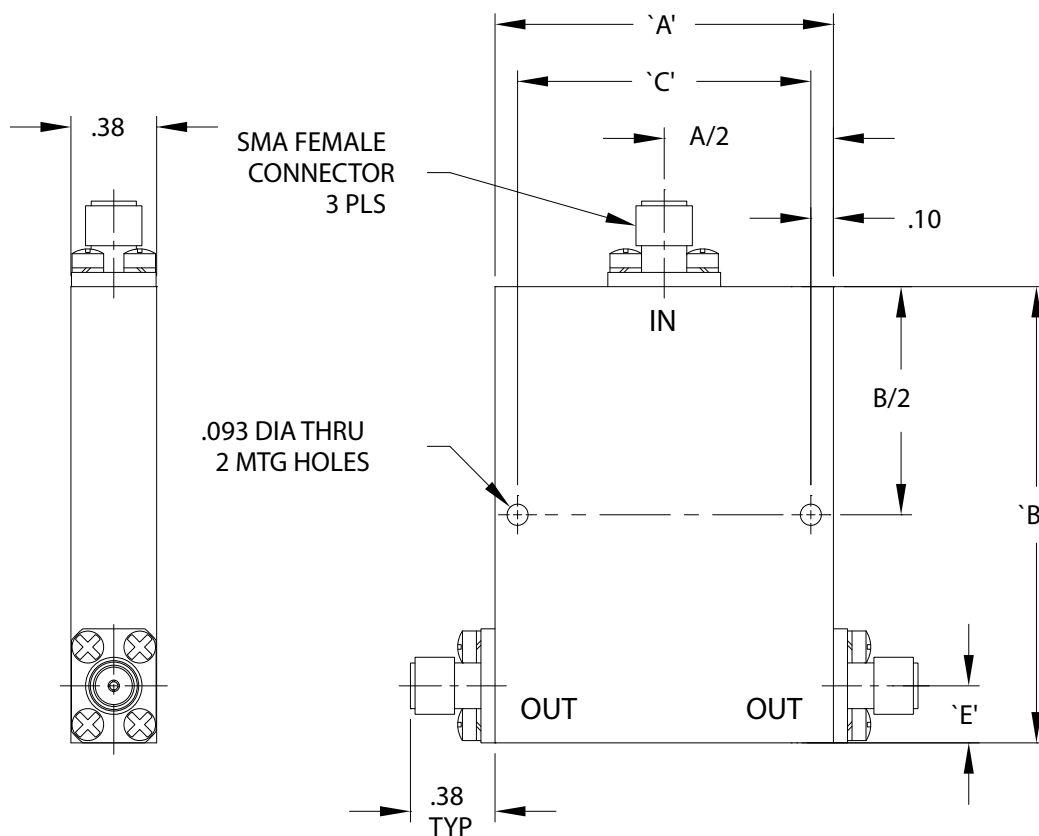 `A'
`C'
.38
A/2
SMA FEMALE
CONNECTOR
3 PLS
.10
IN
B/2
.093 DIA THRU
2 MTG HOLES
`B
OUT
OUT
`E'
.38
TYP